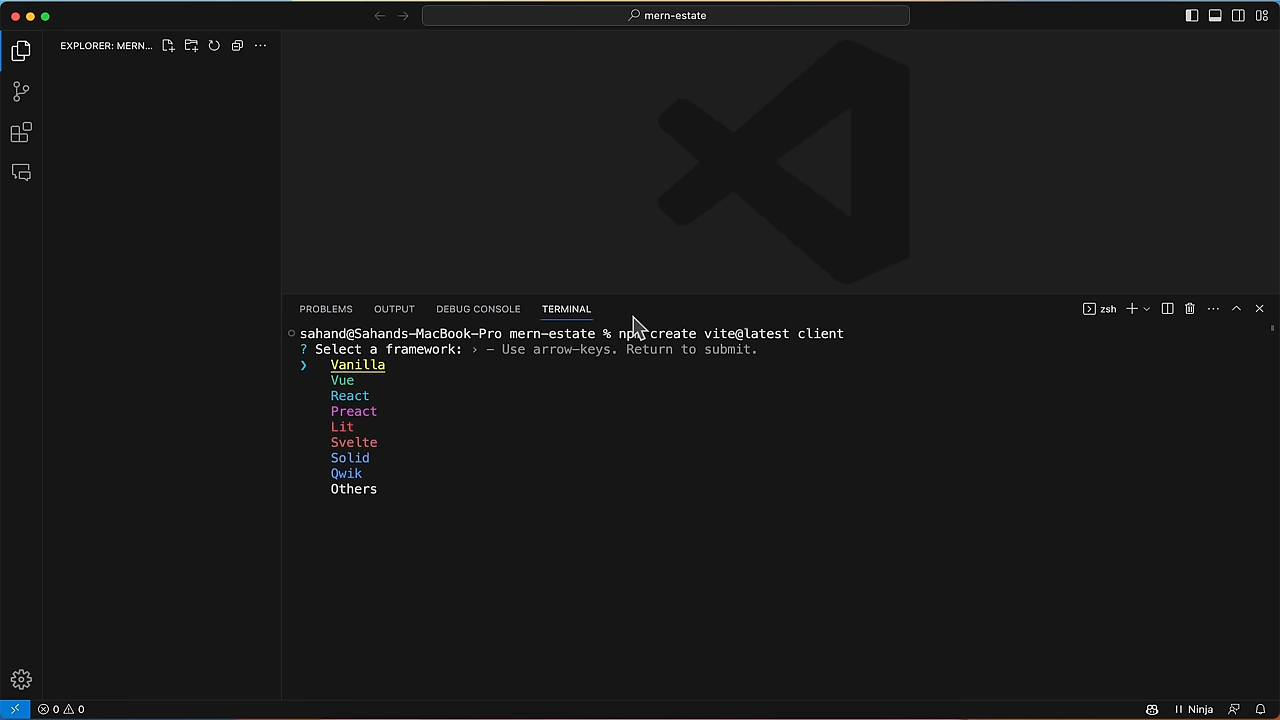 mern-estate
EXPLORER: MERN...
PROBLEMS OUTPUT DEBUG CONSOLE TERMINAL
zsh
sahand@Sahands-MacBook-Pro mern-estate % npm create vite@latest client
? Select a framework: › - Use arrow-keys. Return to submit.
❯ Vanilla
Vue
React
Preact
Lit
Svelte
Solid
Qwik
Others
0 0
Ninja